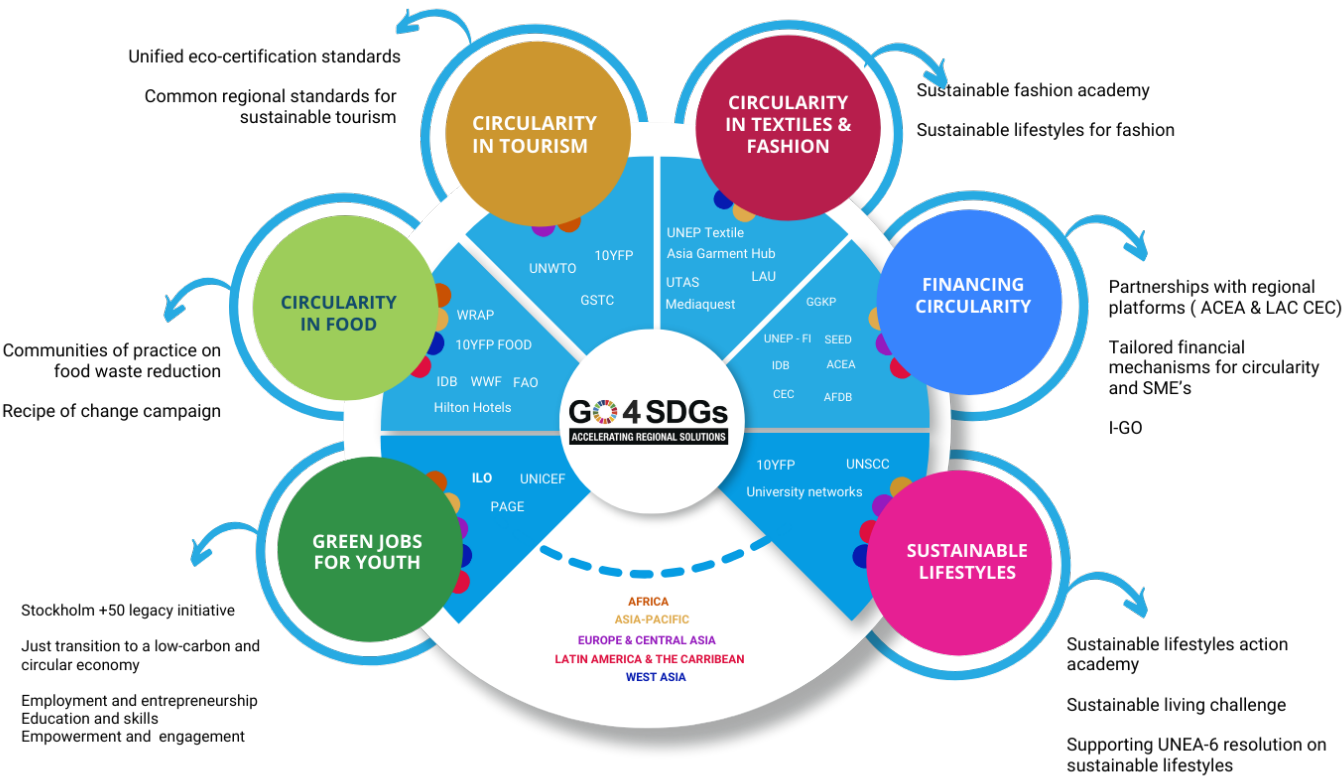 Unified eco-certification standards
Common regional standards for
sustainable tourism
CIRCULARITY
IN TOURISM
CIRCULARITY
IN TEXTILES &
FASHION
Sustainable fashion academy
Sustainable lifestyles for fashion
UNWTO
10YFP
GSTC
UNEP Textile
Asia Garment Hub
UTAS
LAU
Mediaquest
CIRCULARITY
IN FOOD
Communities of practice on
food waste reduction
Recipe of change campaign
WRAP
10YFP FOOD
IDB WWF FAO
Hilton Hotels
GGKP
UNEP - FI SEED
IDB ACEA
CEC AFDB
FINANCING
CIRCULARITY
Partnerships with regional
platforms ( ACEA & LAC CEC)
Tailored financial
mechanisms for circularity
and SME's
I-GO
GO4SDGs
ACCELERATING REGIONAL SOLUTIONS
ILO UNICEF
PAGE
GREEN JOBS
FOR YOUTH
Stockholm +50 legacy initiative
Just transition to a low-carbon and
circular economy
Employment and entrepreneurship
Education and skills
Empowerment and engagement
10YFP UNSCC
University networks
SUSTAINABLE
LIFESTYLES
Sustainable lifestyles action
academy
Sustainable living challenge
Supporting UNEA-6 resolution on
sustainable lifestyles
AFRICA
ASIA-PACIFIC
EUROPE & CENTRAL ASIA
LATIN AMERICA & THE CARRIBEAN
WEST ASIA